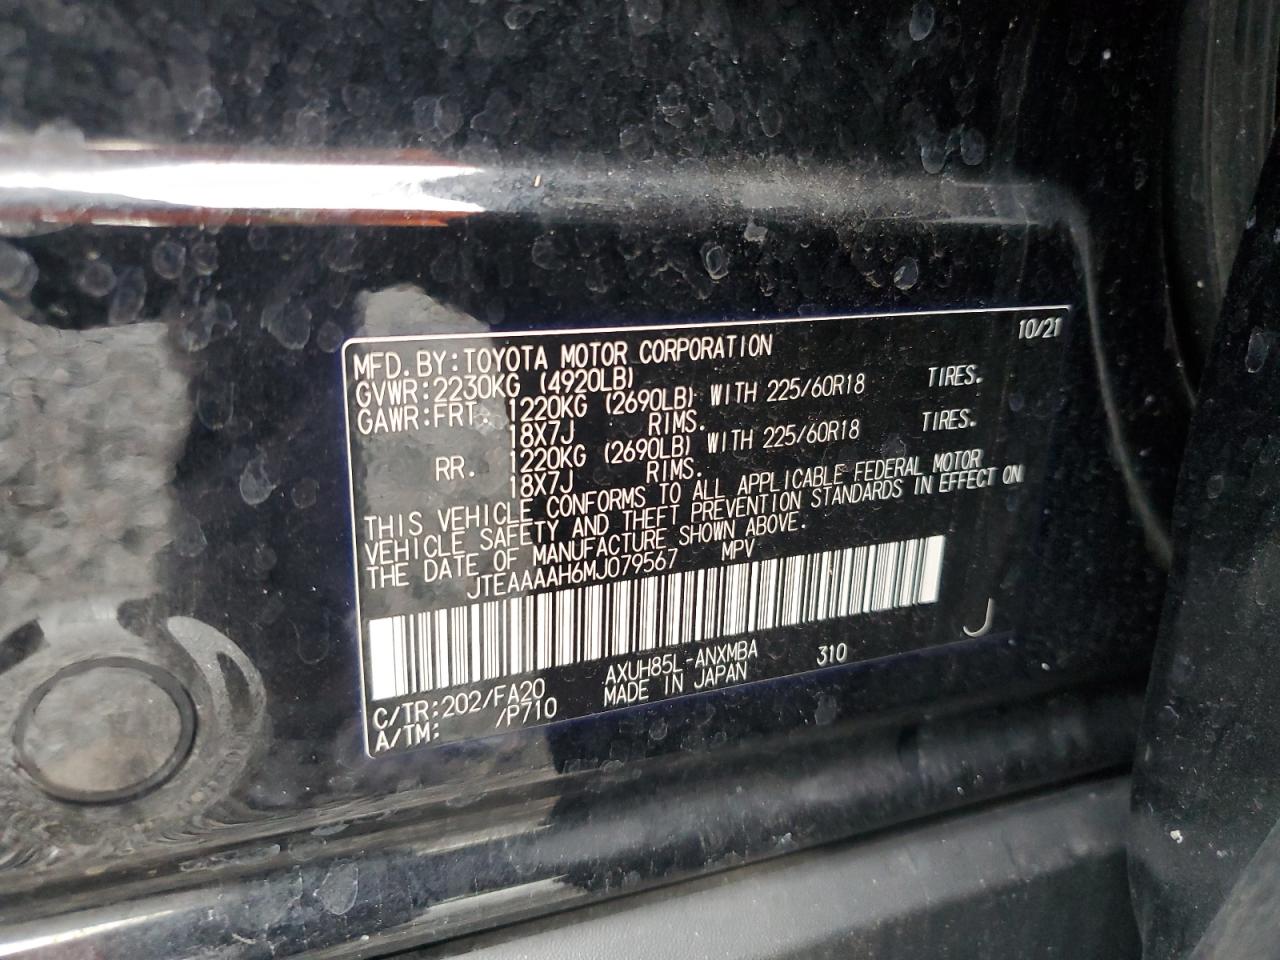 10/21
MFD. BY: TOYOTA MOTOR CORPORATION
GVWR: 2230KG (4920LB)
GAWR: FRT. 1220KG (2690LB) WITH 225/60R18 TIRES.
18X7J RIMS.
RR. 1220KG (2690LB) WITH 225/60R18 TIRES.
18X7J RIMS.
THIS VEHICLE CONFORMS TO ALL APPLICABLE FEDERAL MOTOR
VEHICLE SAFETY AND THEFT PREVENTION STANDARDS IN EFFECT ON
THE DATE OF MANUFACTURE SHOWN ABOVE.
JTEAAAAH6MJ079567 MPV
C/TR: 202/FA20 AXUH85L-ANXMBA 310 J
A/TM: /P710 MADE IN JAPAN